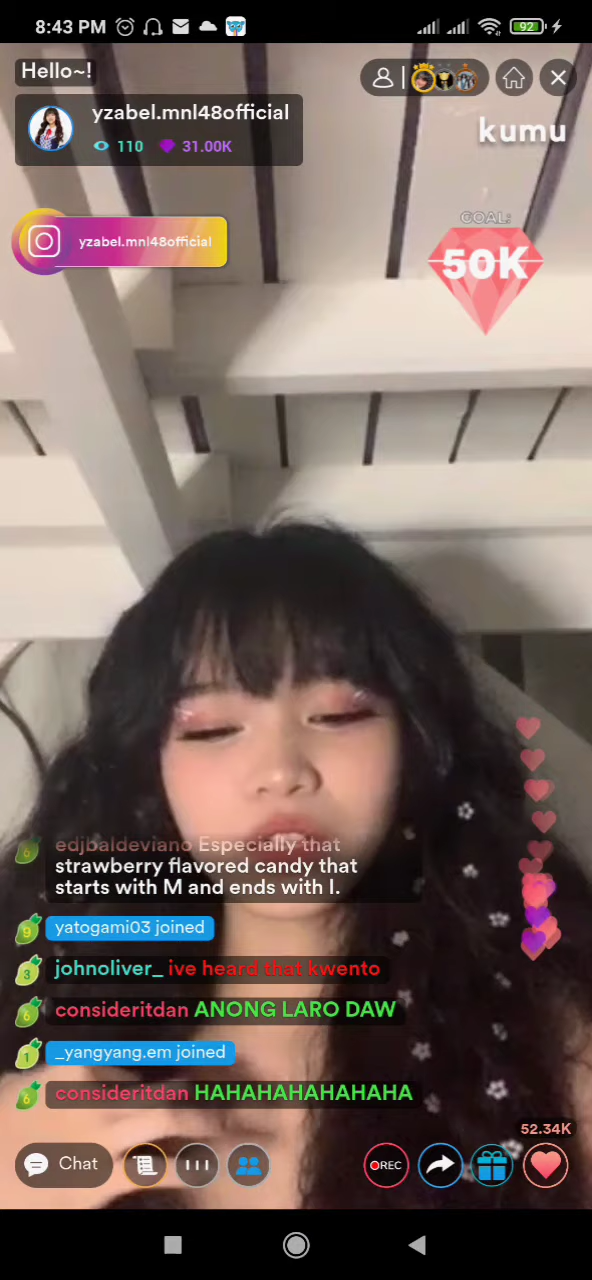 8:43 PM
92
Hello~!
yzabel.mnl48official
110 31.00K
kumu
yzabel.mnl48official
GOAL:
50K
6 edjbaldeviano Especially that
strawberry flavored candy that
starts with M and ends with I.
9 yatogami03 joined
3 johnoliver_ ive heard that kwento
6 consideritdan ANONG LARO DAW
1 _yangyang.em joined
6 consideritdan HAHAHAHAHAHAHA
52.34K
Chat
REC